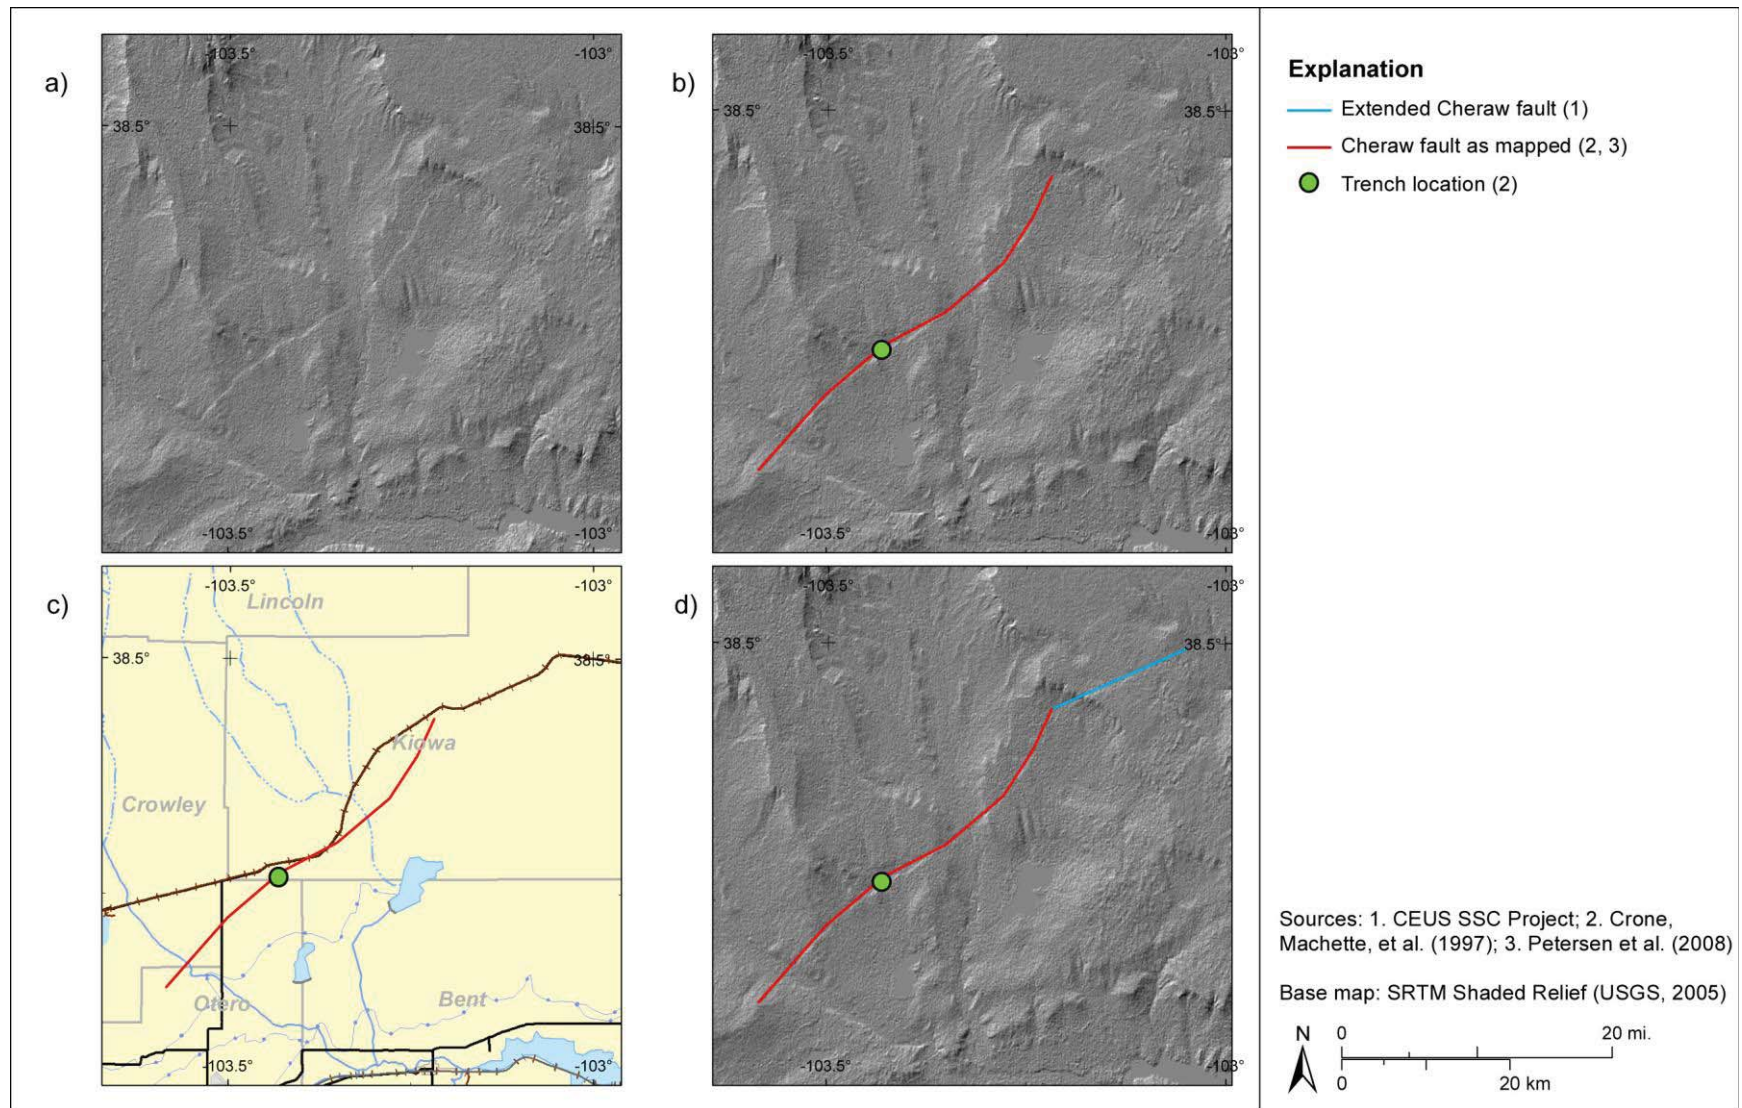 a)
-103.5°
-103°
38.5°
38.5°
-103.5°
-103°
b)
-103.5°
-103°
38.5°
38.5°
-103.5°
-103°
c)
-103.5°
-103°
Lincoln
38.5°
38.5°
Kiowa
Crowley
Otero
Bent
-103.5°
-103°
d)
-103.5°
-103°
38.5°
38.5°
-103.5°
-103°
Explanation
Extended Cheraw fault (1)
Cheraw fault as mapped (2, 3)
Trench location (2)
Sources: 1. CEUS SSC Project; 2. Crone,
Machette, et al. (1997); 3. Petersen et al. (2008)
Base map: SRTM Shaded Relief (USGS, 2005)
N
0 20 mi.
0 20 km